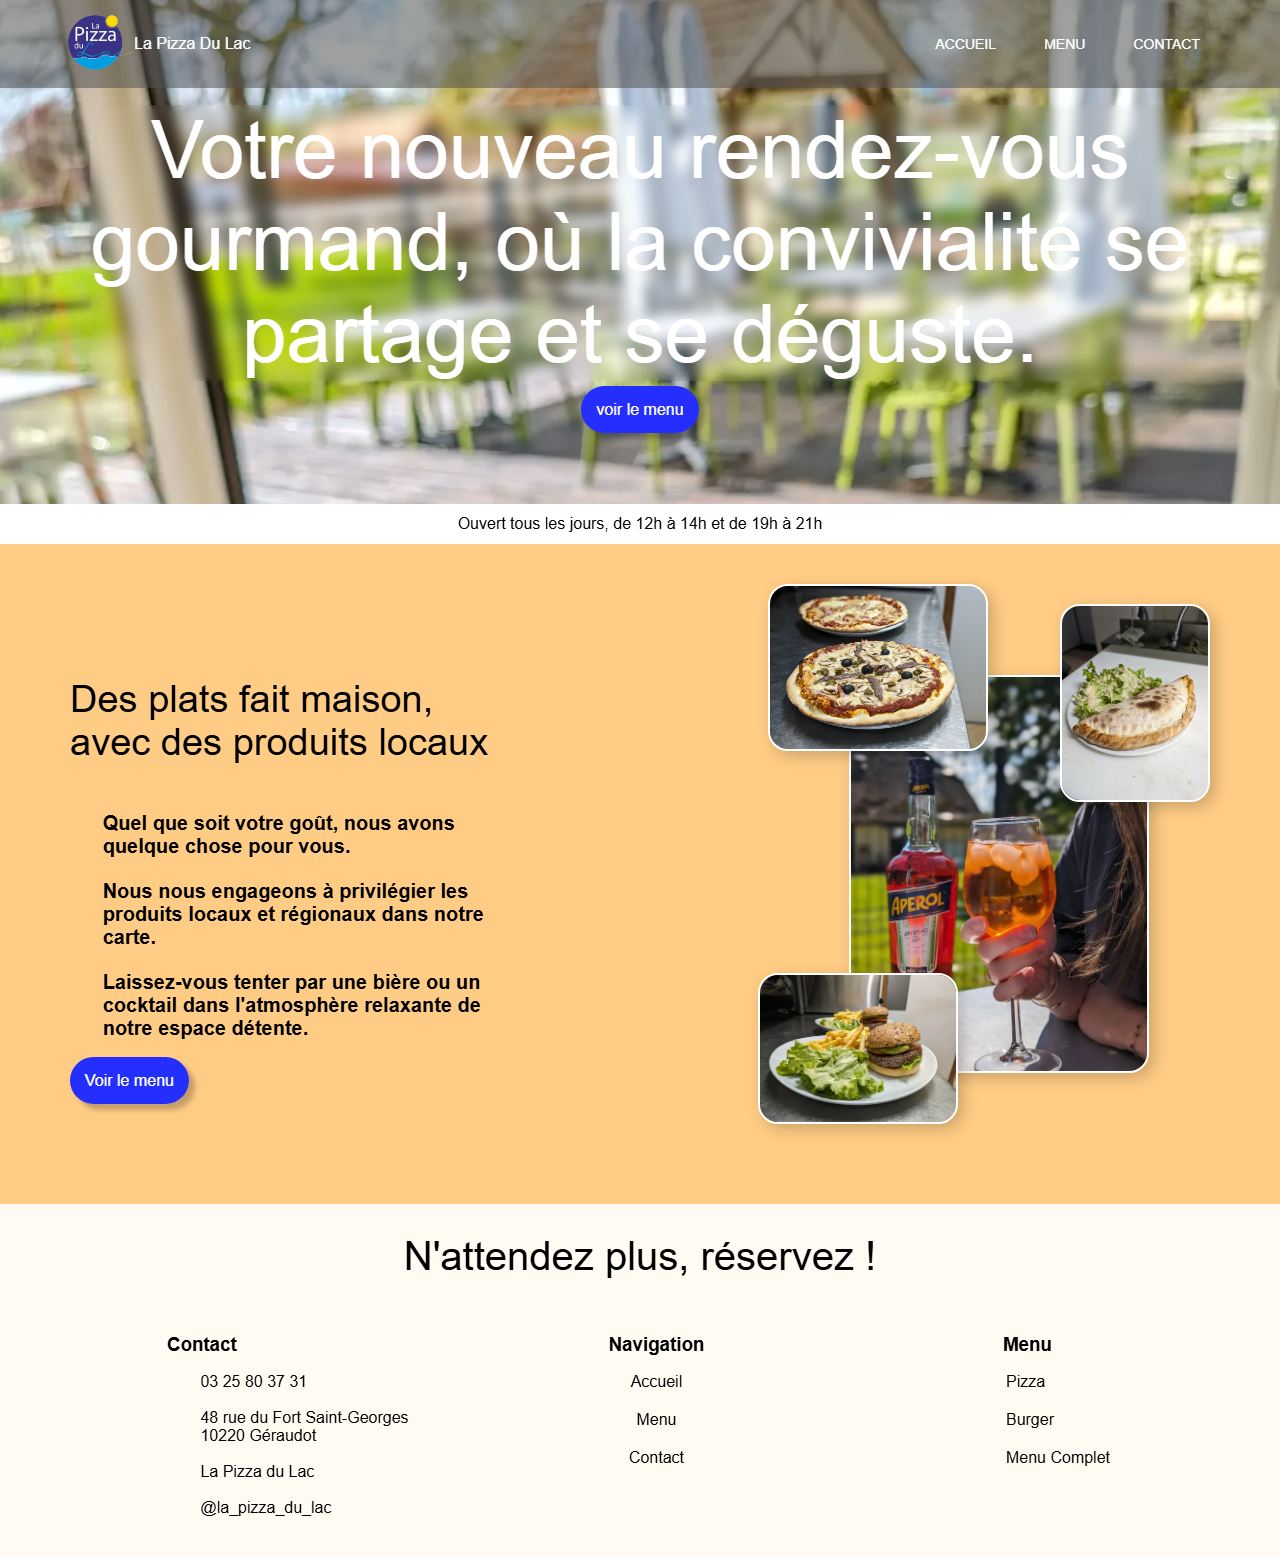 La
Pizza
du
La Pizza Du Lac
ACCUEIL
MENU
CONTACT
Votre nouveau rendez-vous
gourmand, où la convivialité se
partage et se déguste.
voir le menu
Ouvert tous les jours, de 12h à 14h et de 19h à 21h
Des plats fait maison,
avec des produits locaux
Quel que soit votre goût, nous avons
quelque chose pour vous.
Nous nous engageons à privilégier les
produits locaux et régionaux dans notre
carte.
Laissez-vous tenter par une bière ou un
cocktail dans l'atmosphère relaxante de
notre espace détente.
Voir le menu
APEROL
N'attendez plus, réservez !
Contact
03 25 80 37 31
48 rue du Fort Saint-Georges
10220 Géraudot
La Pizza du Lac
@la_pizza_du_lac
Navigation
Accueil
Menu
Contact
Menu
Pizza
Burger
Menu Complet